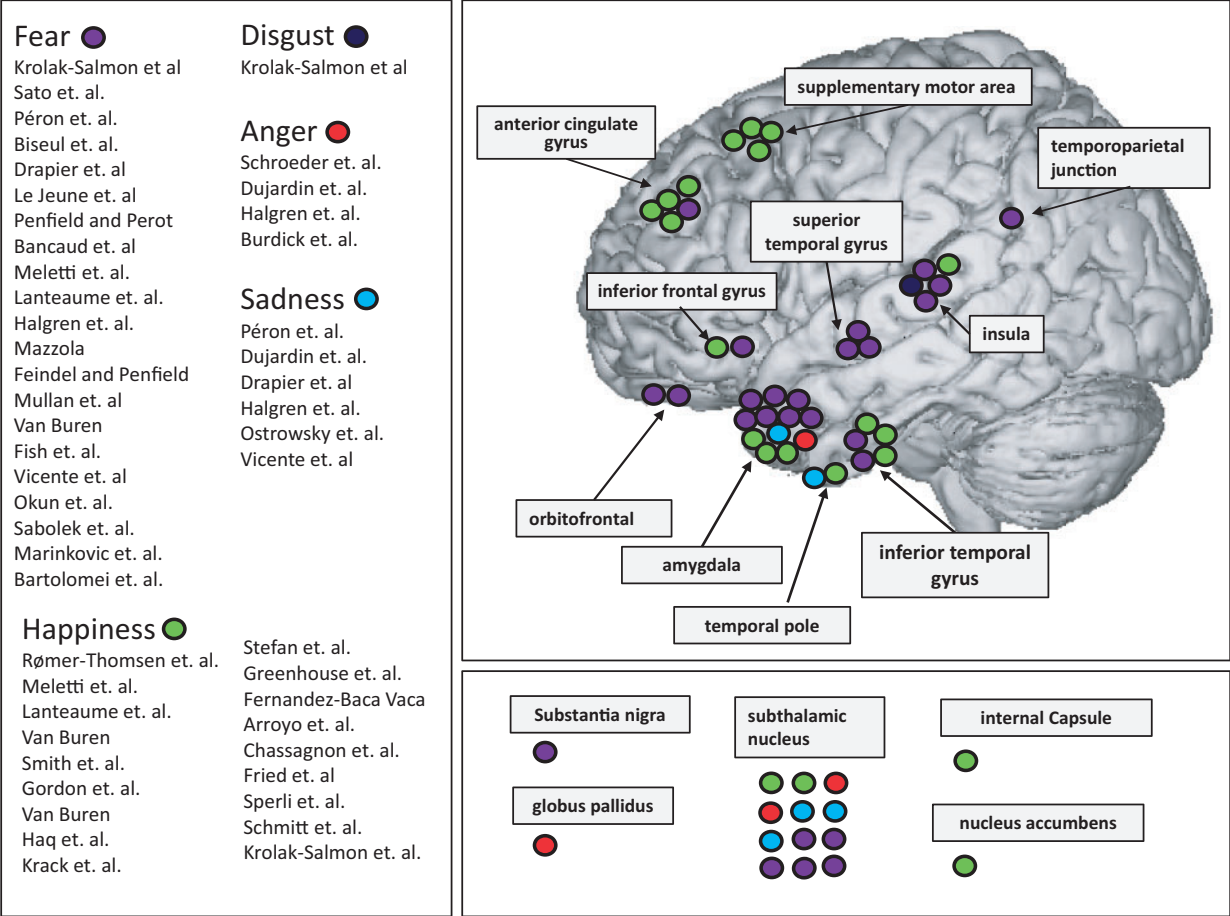 Fear
Krolak-Salmon et al
Sato et. al.
Péron et. al.
Biseul et. al.
Drapier et. al
Le Jeune et. al
Penfield and Perot
Bancaud et. al
Meletti et. al.
Lanteaume et. al.
Halgren et. al.
Mazzola
Feindel and Penfield
Mullan et. al
Van Buren
Fish et. al.
Vicente et. al
Okun et. al.
Sabolek et. al.
Marinkovic et. al.
Bartolomei et. al.
Disgust
Krolak-Salmon et al
Anger
Schroeder et. al.
Dujardin et. al.
Halgren et. al.
Burdick et. al.
Sadness
Péron et. al.
Dujardin et. al.
Drapier et. al
Halgren et. al.
Ostrowsky et. al.
Vicente et. al
Happiness
Rømer-Thomsen et. al.
Meletti et. al.
Lanteaume et. al.
Van Buren
Smith et. al.
Gordon et. al.
Van Buren
Haq et. al.
Krack et. al.
Stefan et. al.
Greenhouse et. al.
Fernandez-Baca Vaca
Arroyo et. al.
Chassagnon et. al.
Fried et. al
Sperli et. al.
Schmitt et. al.
Krolak-Salmon et. al.
supplementary motor area
anterior cingulate
gyrus
temporoparietal
junction
superior
temporal gyrus
inferior frontal gyrus
insula
orbitofrontal
amygdala
inferior temporal
gyrus
temporal pole
Substantia nigra
subthalamic
nucleus
internal Capsule
globus pallidus
nucleus accumbens